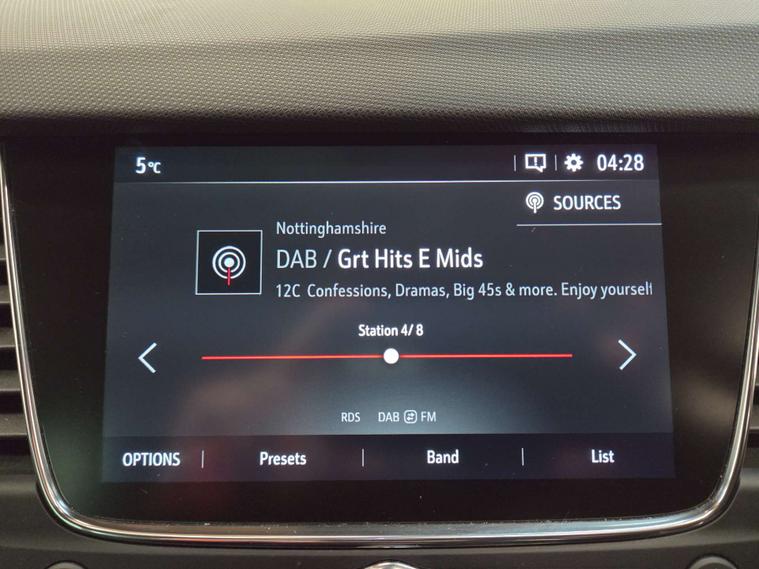 5°C
04:28
SOURCES
Nottinghamshire
DAB / Grt Hits E Mids
12C Confessions, Dramas, Big 45s & more. Enjoy yourself
Station 4/8
RDS DAB FM
OPTIONS | Presets | Band | List